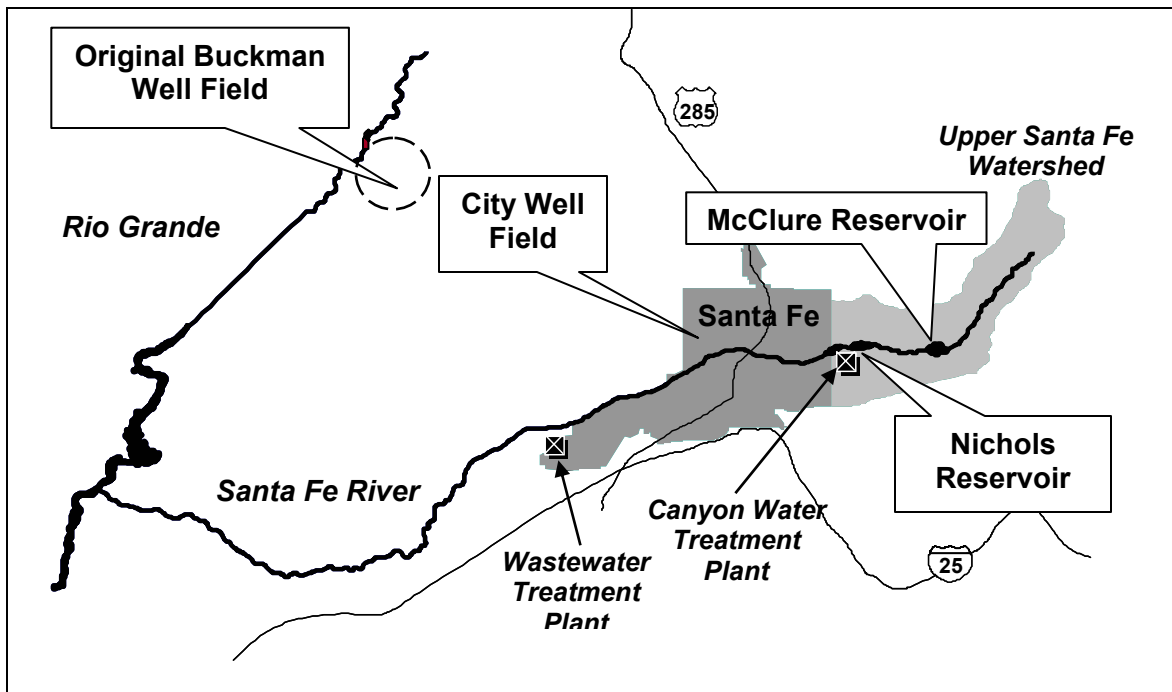 Original Buckman
Well Field
285
Upper Santa Fe
Watershed
City Well
Field
McClure Reservoir
Rio Grande
Santa Fe
Nichols
Reservoir
Santa Fe River
Canyon Water
Treatment
Plant
Wastewater
Treatment
Plant
25